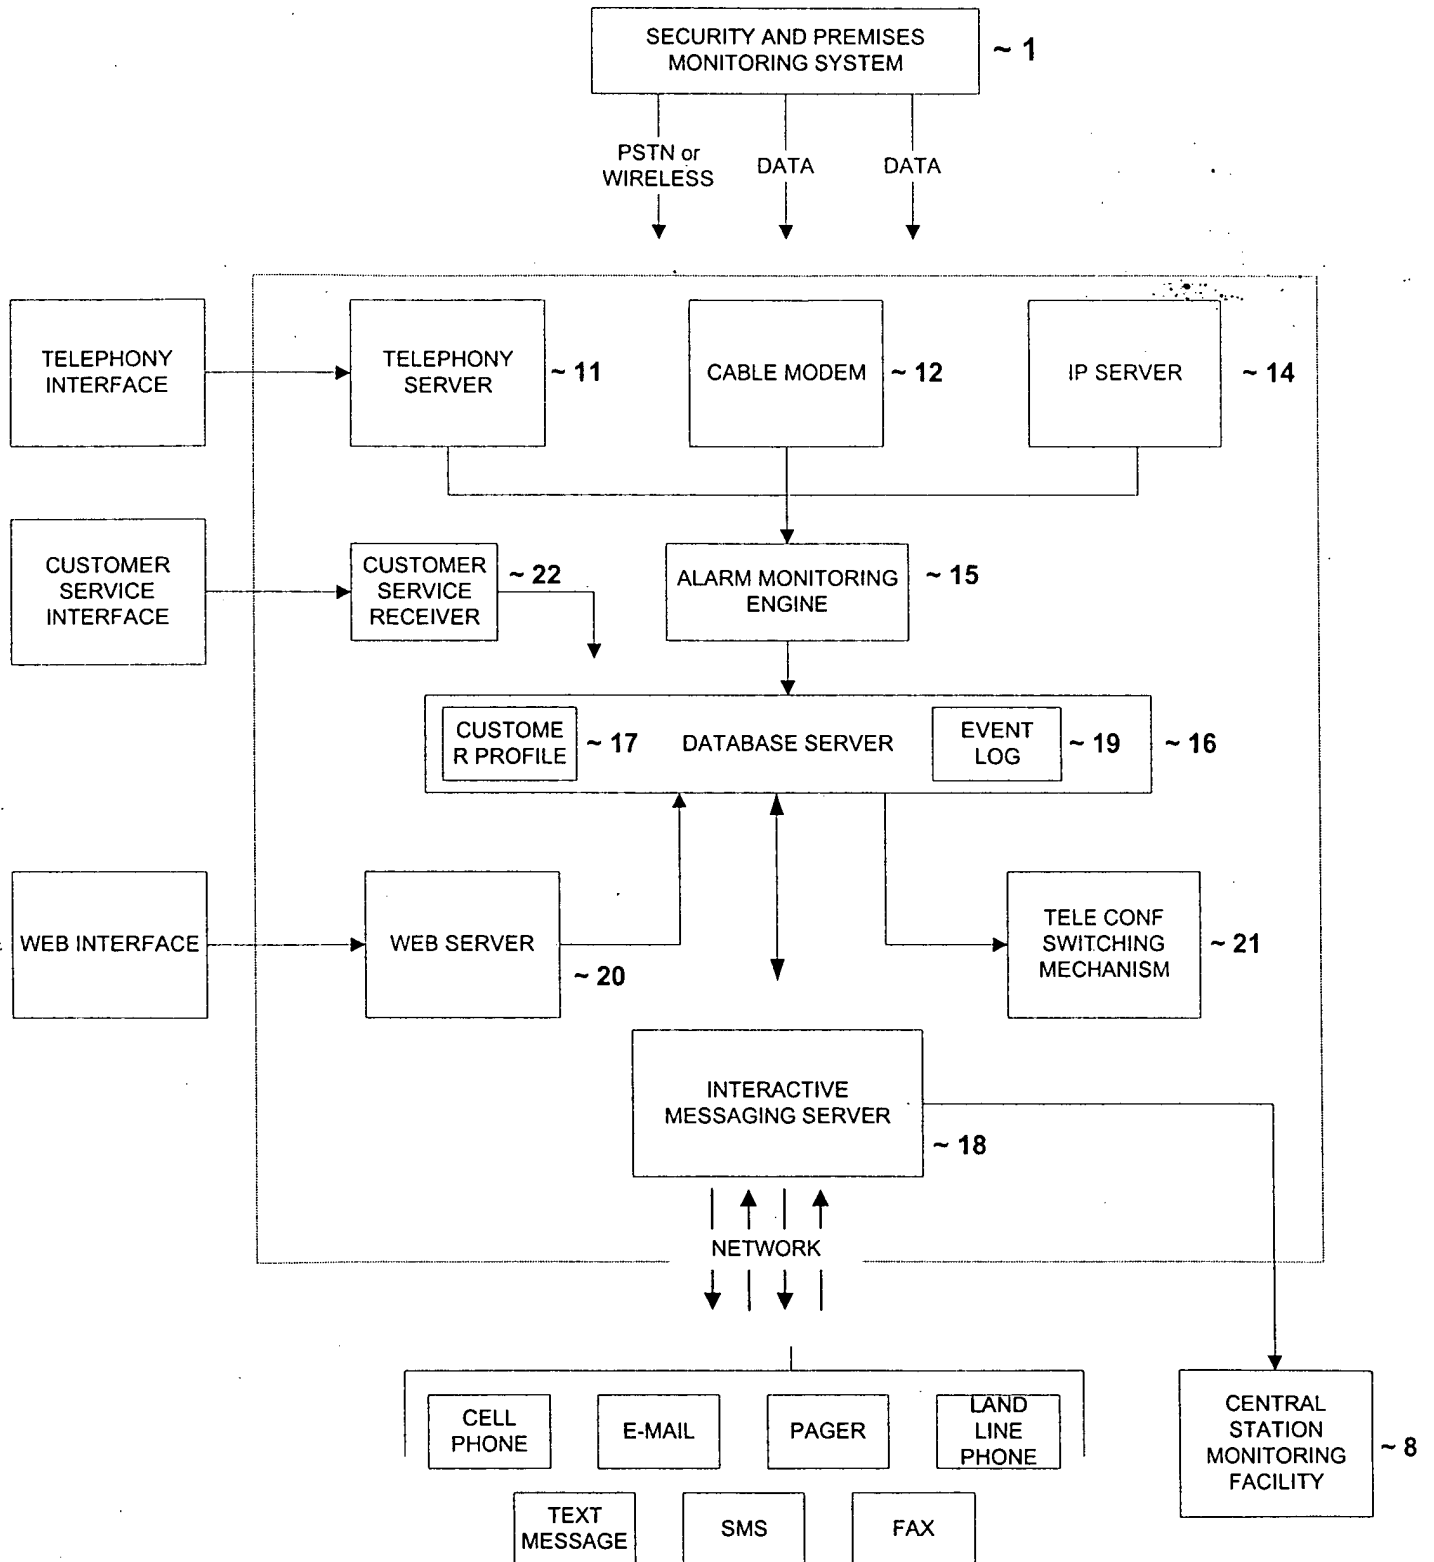 SECURITY AND PREMISES
MONITORING SYSTEM
~ 1
PSTN or
WIRELESS
DATA
DATA
TELEPHONY
INTERFACE
TELEPHONY
SERVER
~ 11
CABLE MODEM
~ 12
IP SERVER
~ 14
CUSTOMER
SERVICE
INTERFACE
CUSTOMER
SERVICE
RECEIVER
~ 22
ALARM MONITORING
ENGINE
~ 15
CUSTOME
R PROFILE
~ 17
DATABASE SERVER
EVENT
LOG
~ 19
~ 16
WEB INTERFACE
WEB SERVER
~ 20
TELE CONF
SWITCHING
MECHANISM
~ 21
INTERACTIVE
MESSAGING SERVER
~ 18
NETWORK
CELL
PHONE
E-MAIL
PAGER
LAND
LINE
PHONE
CENTRAL
STATION
MONITORING
FACILITY
~ 8
TEXT
MESSAGE
SMS
FAX